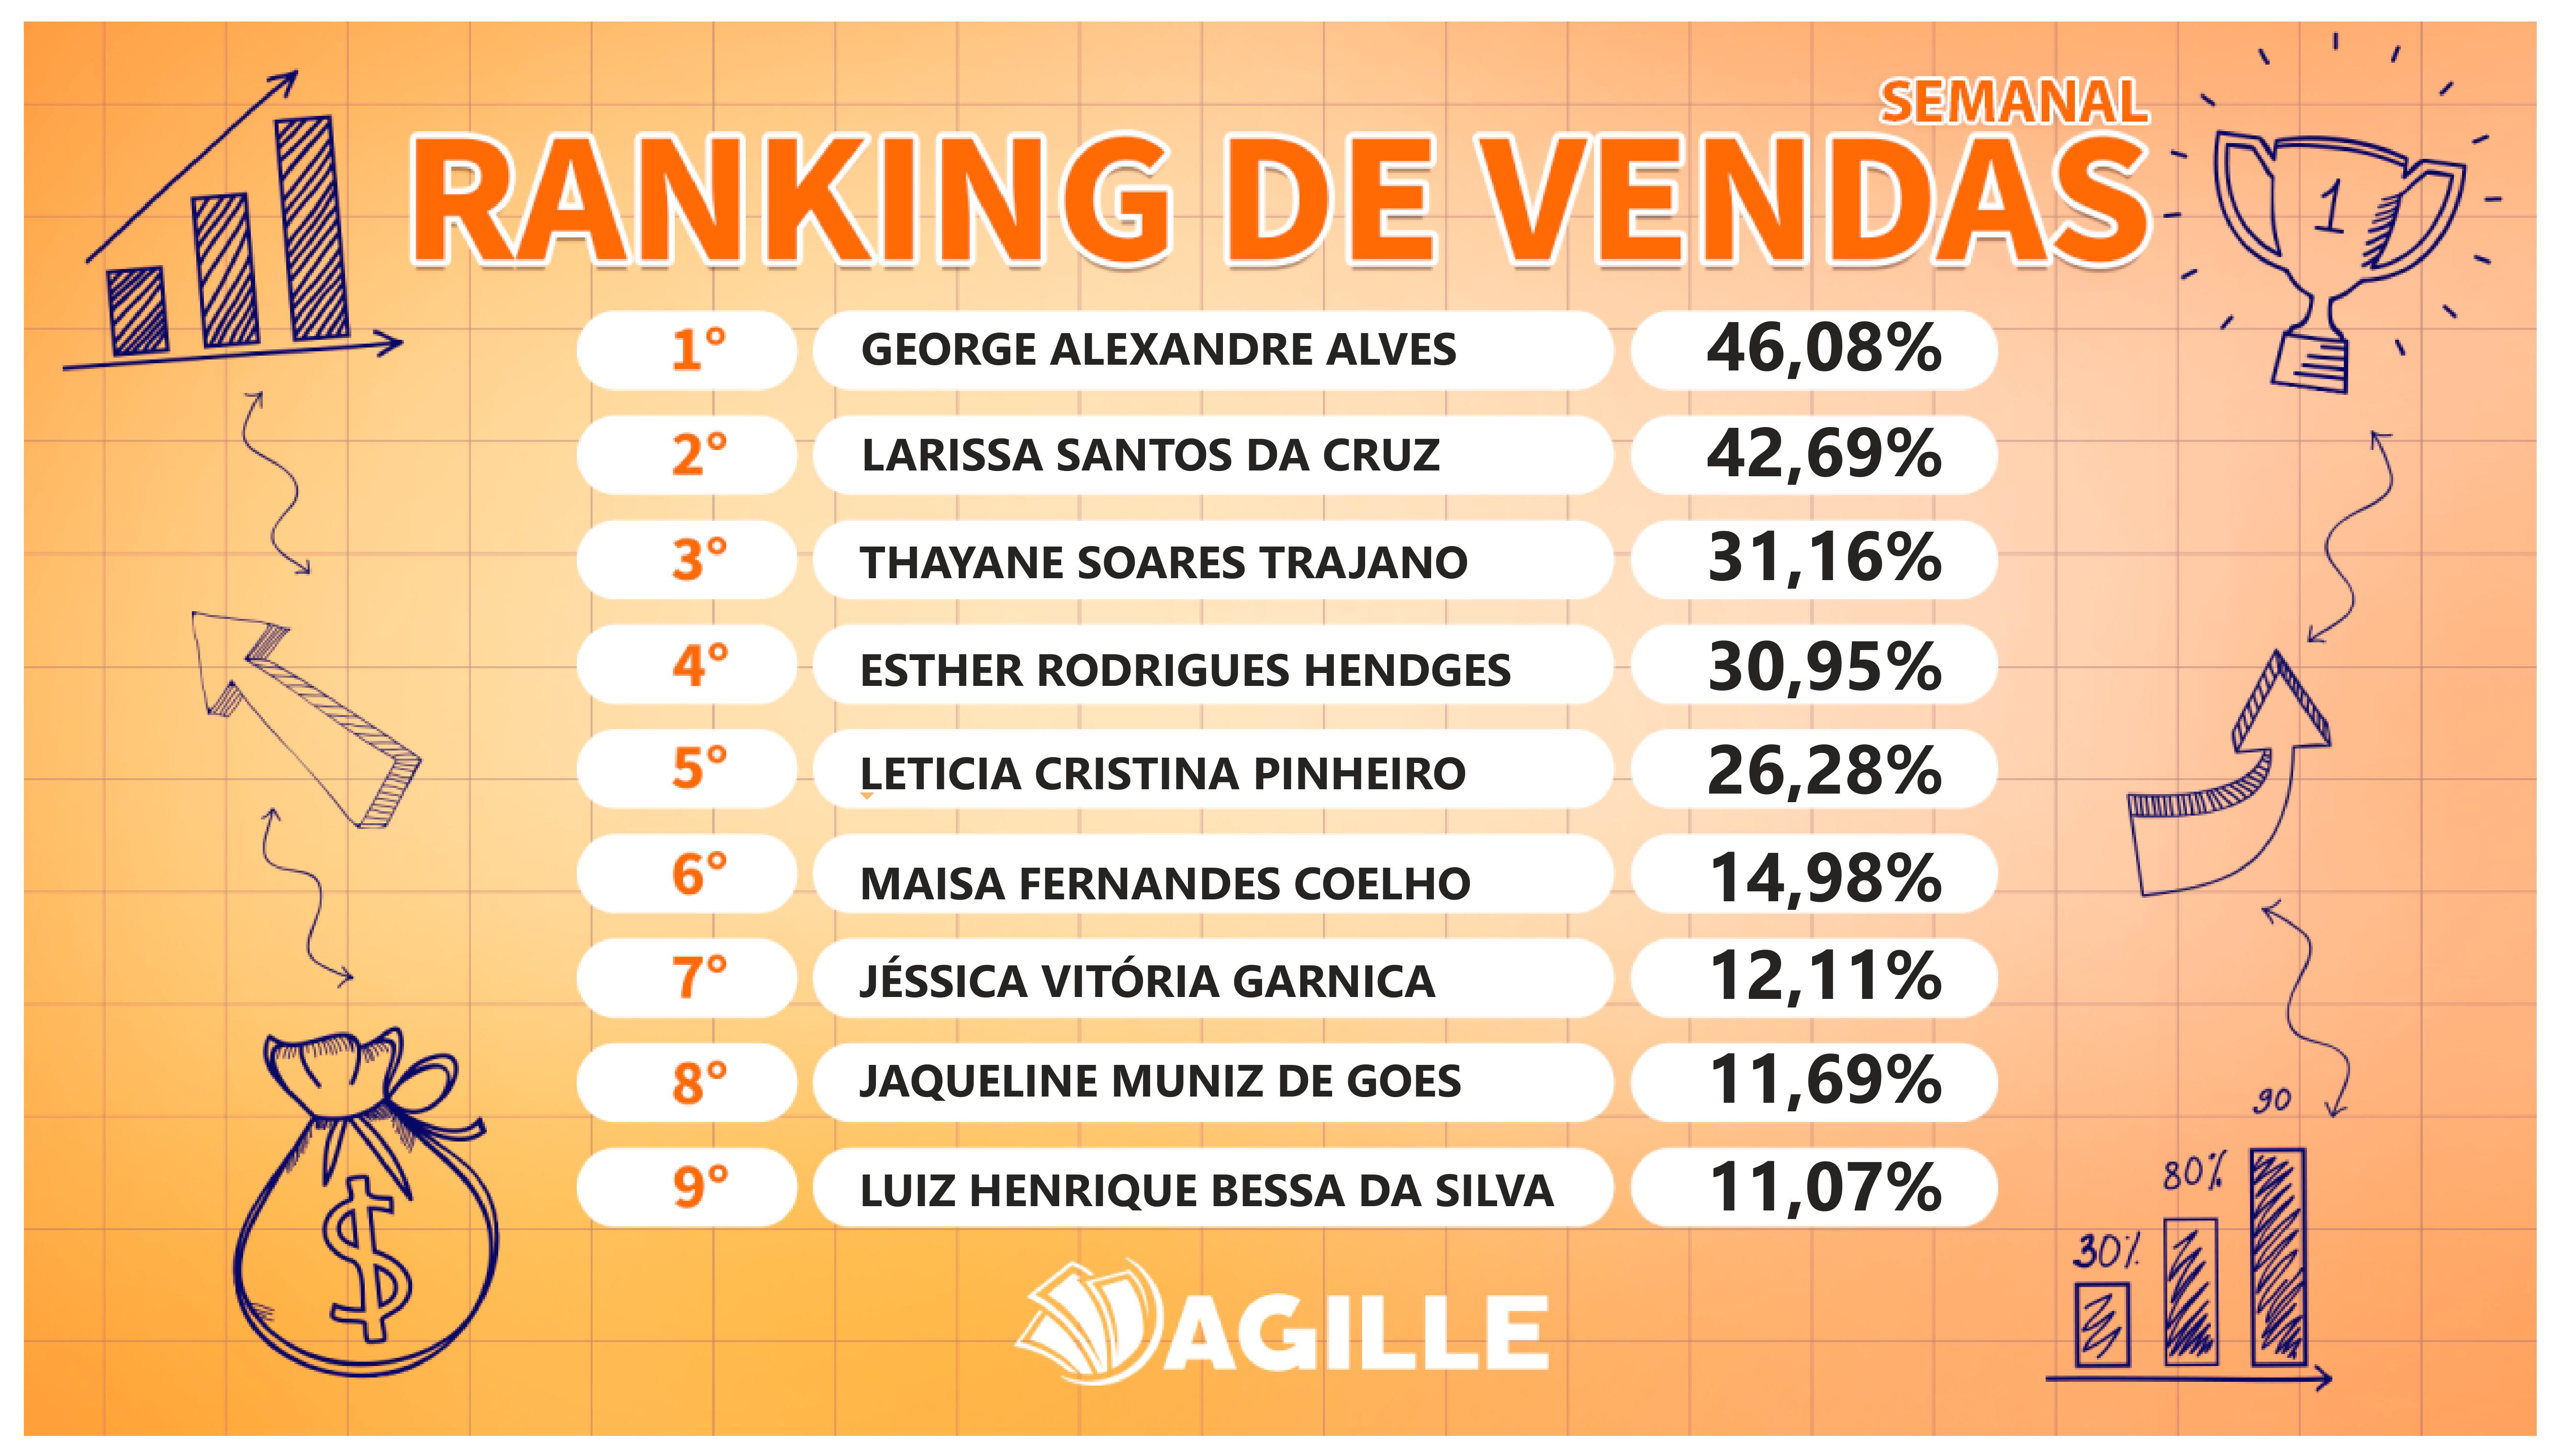 SEMANAL
RANKING DE VENDAS
1
1° GEORGE ALEXANDRE ALVES 46,08%
2° LARISSA SANTOS DA CRUZ 42,69%
3° THAYANE SOARES TRAJANO 31,16%
4° ESTHER RODRIGUES HENDGES 30,95%
5° LETICIA CRISTINA PINHEIRO 26,28%
6° MAISA FERNANDES COELHO 14,98%
7° JÉSSICA VITÓRIA GARNICA 12,11%
8° JAQUELINE MUNIZ DE GOES 11,69%
9° LUIZ HENRIQUE BESSA DA SILVA 11,07%
$
90
80%
30%
AGILLE